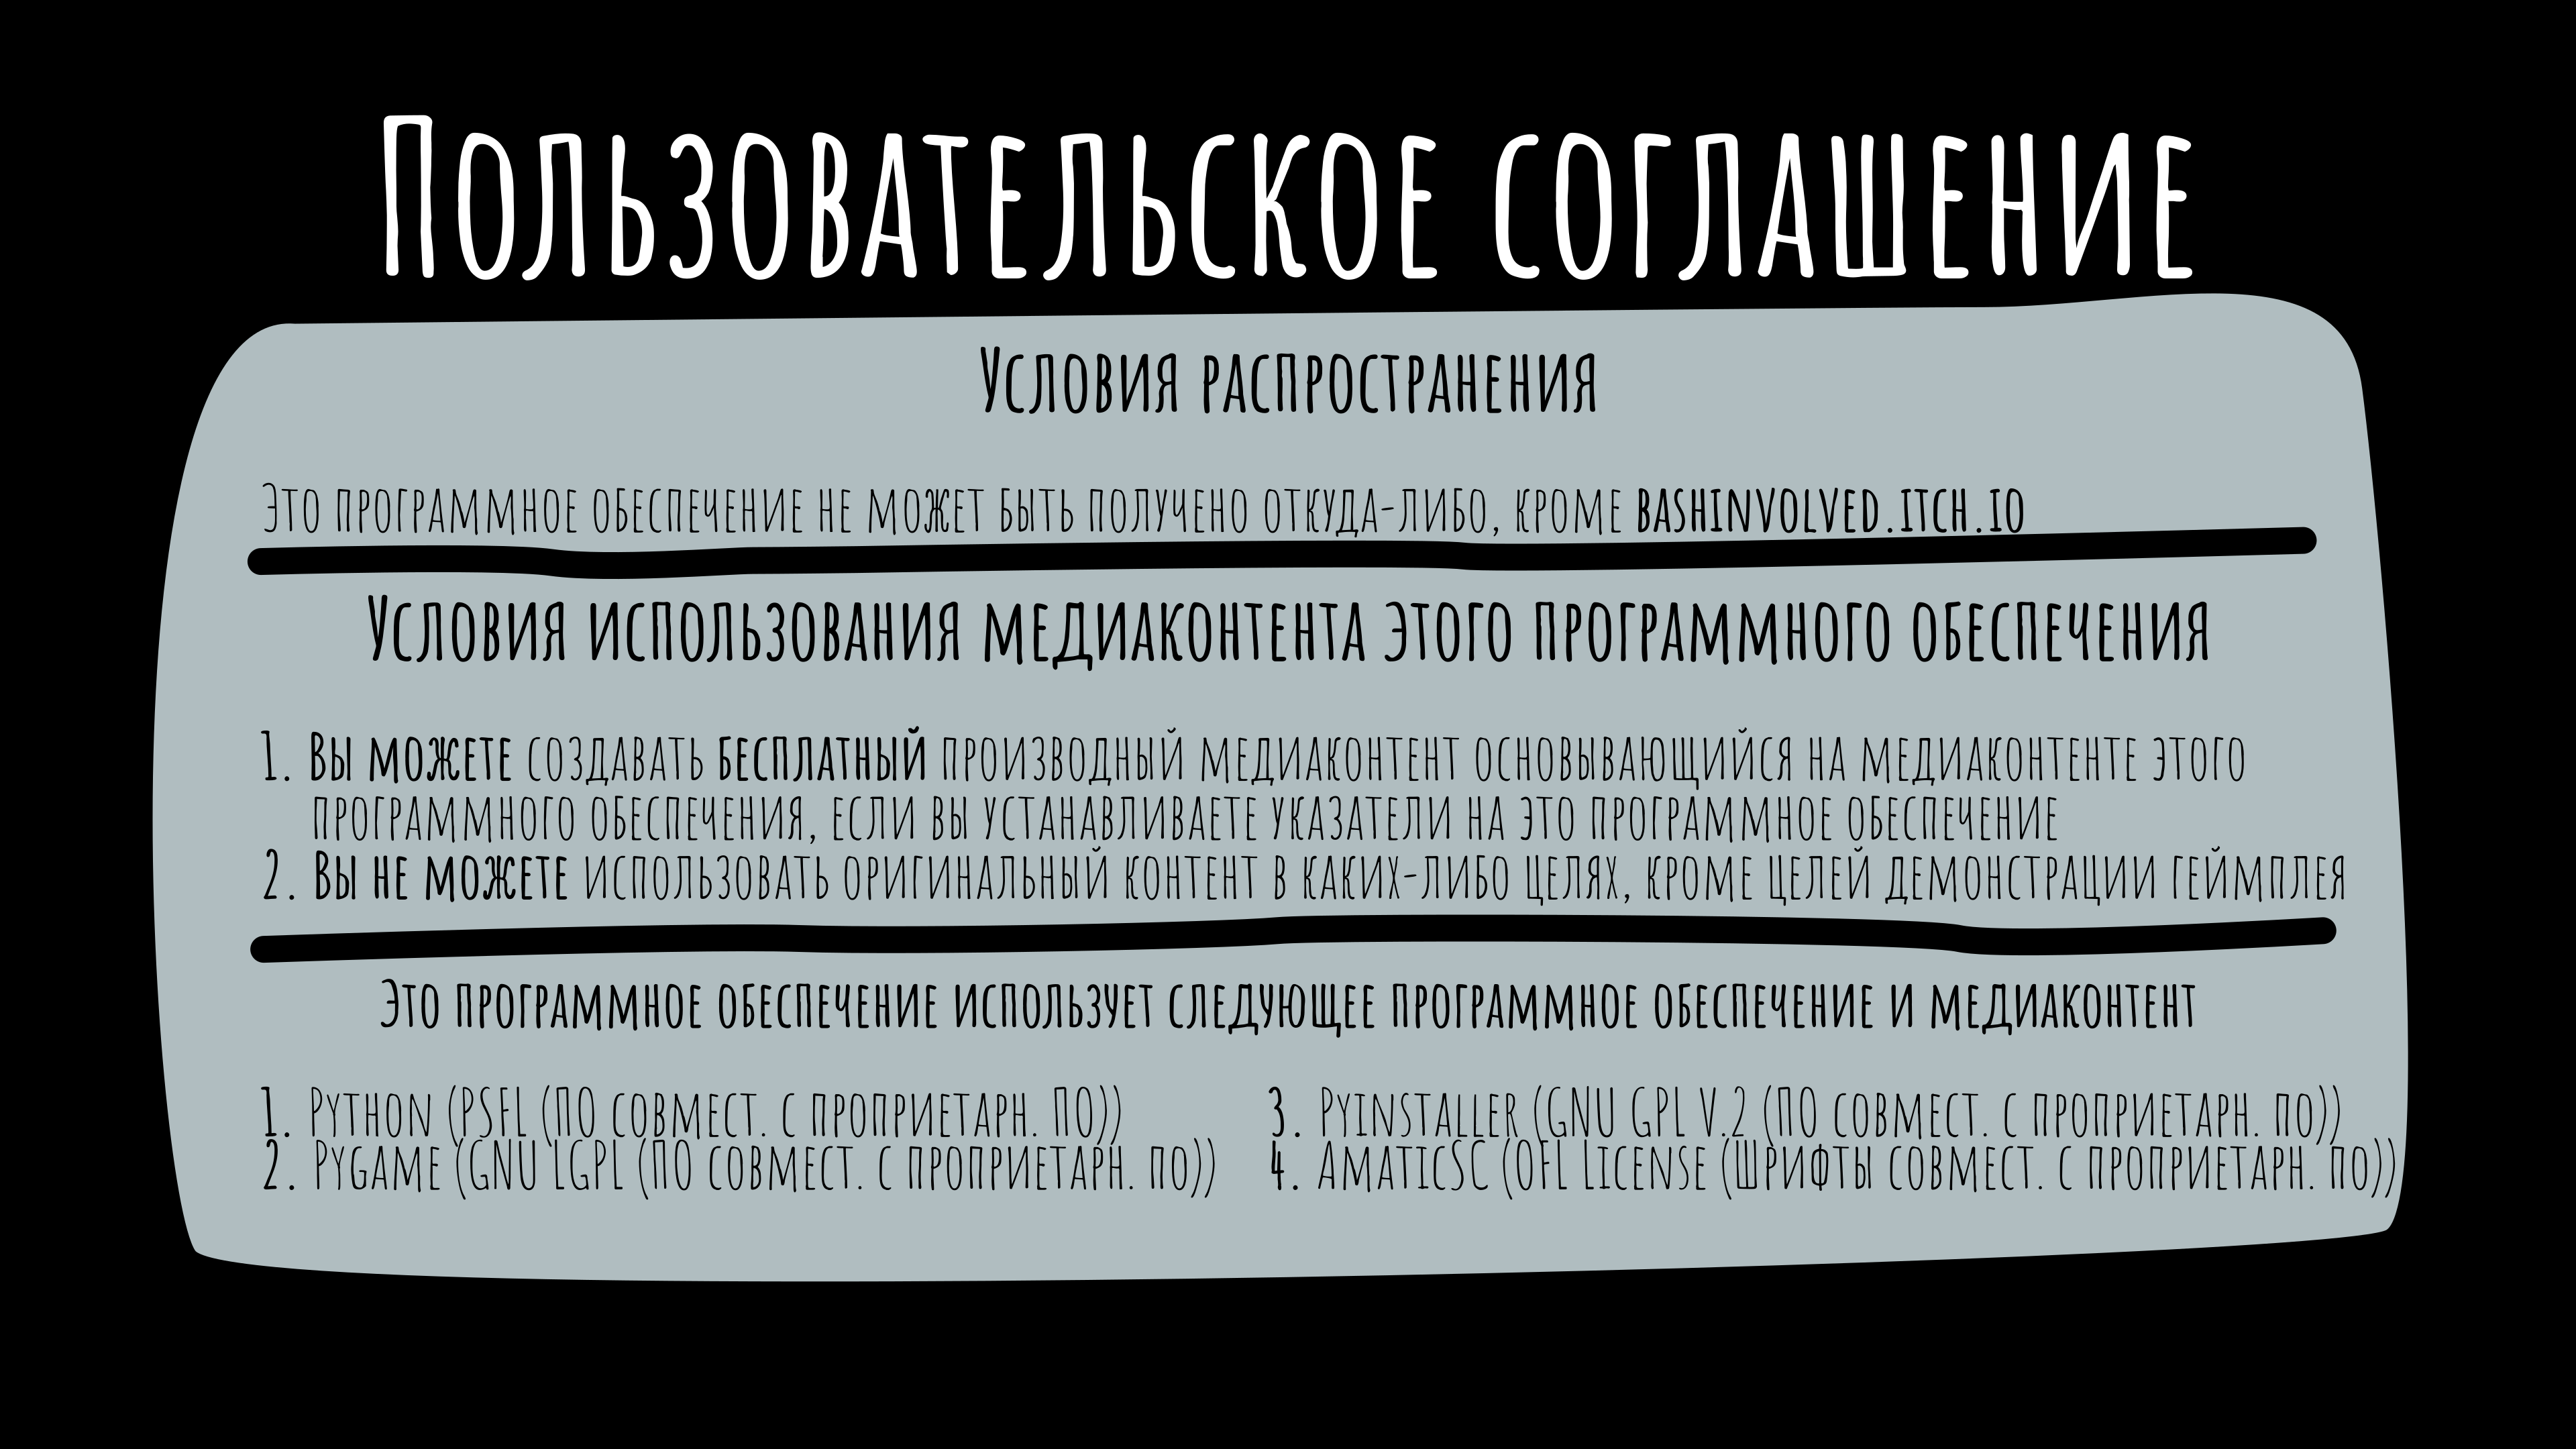 Пользовательское соглашение
Условия распространения
Это программное обеспечение не может быть получено откуда-либо, кроме bashinvolved.itch.io
Условия использования медиаконтента этого программного обеспечения
1. Вы можете создавать бесплатный производный медиаконтент основывающийся на медиаконтенте этого
программного обеспечения, если вы устанавливаете указатели на это программное обеспечение
2. Вы не можете использовать оригинальный контент в каких-либо целях, кроме целей демонстрации геймплея
Это программное обеспечение использует следующее программное обеспечение и медиаконтент
1. Python (PSFL (ПО совмест. с проприетарн. ПО))
2. Pygame (GNU LGPL (ПО совмест. с проприетарн. по))
3. Pyinstaller (GNU GPL V.2 (ПО совмест. с проприетарн. по))
4. AmaticSC (OFL License (Шрифты совмест. с проприетарн. по))